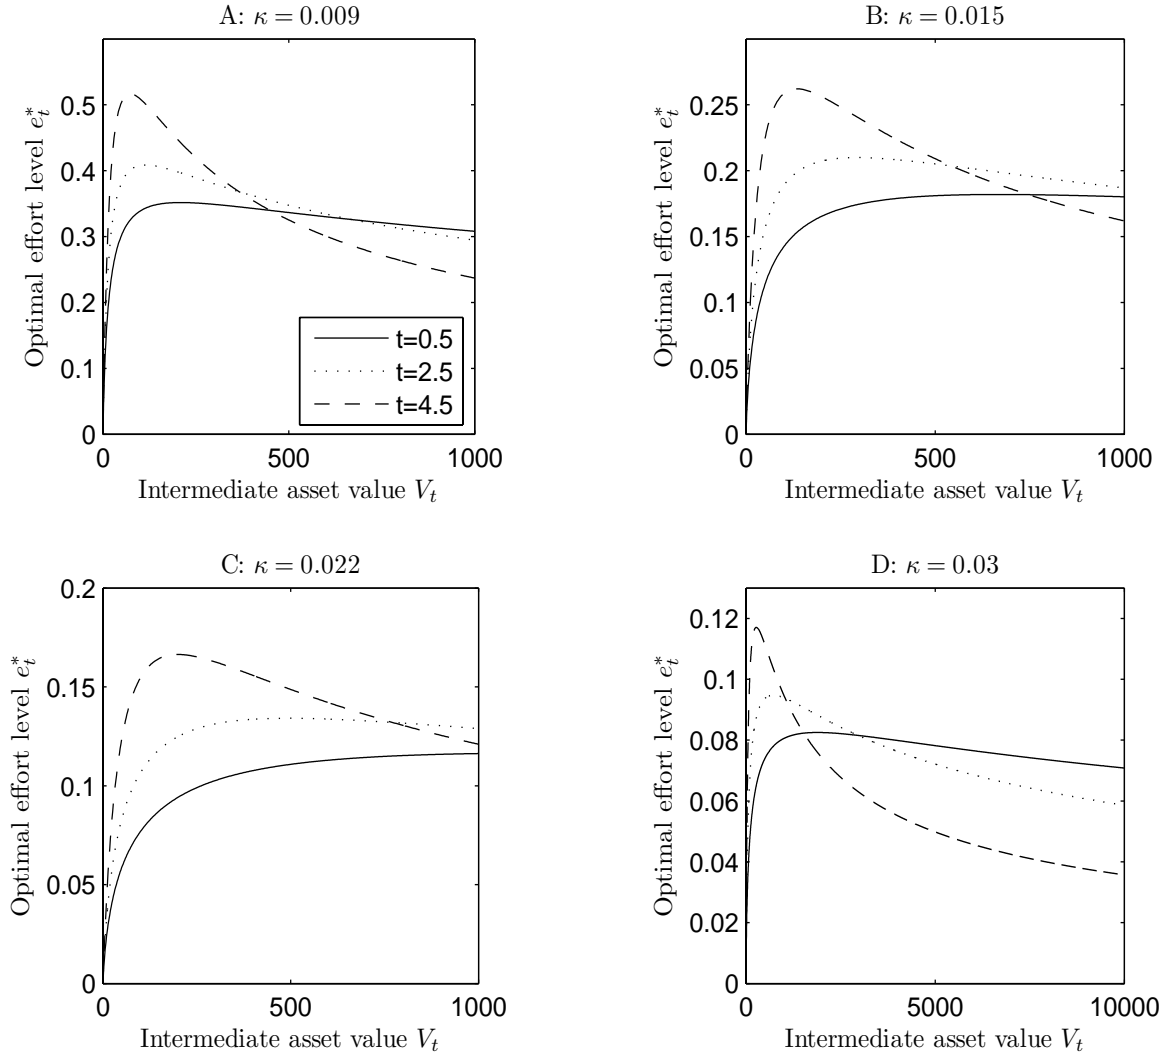 A: κ = 0.009
Optimal effort level e*t
0.5
0.4
0.3
0.2
0.1
0
t=0.5
t=2.5
t=4.5
0 500 1000
Intermediate asset value Vt
B: κ = 0.015
Optimal effort level e*t
0.25
0.2
0.15
0.1
0.05
0
0 5000 1000
Intermediate asset value Vt
C: κ = 0.022
Optimal effort level e*t
0.2
0.15
0.1
0.05
0
0 500 1000
Intermediate asset value Vt
D: κ = 0.03
Optimal effort level e*t
0.12
0.1
0.08
0.06
0.04
0.02
0
0 5000 10000
Intermediate asset value Vt